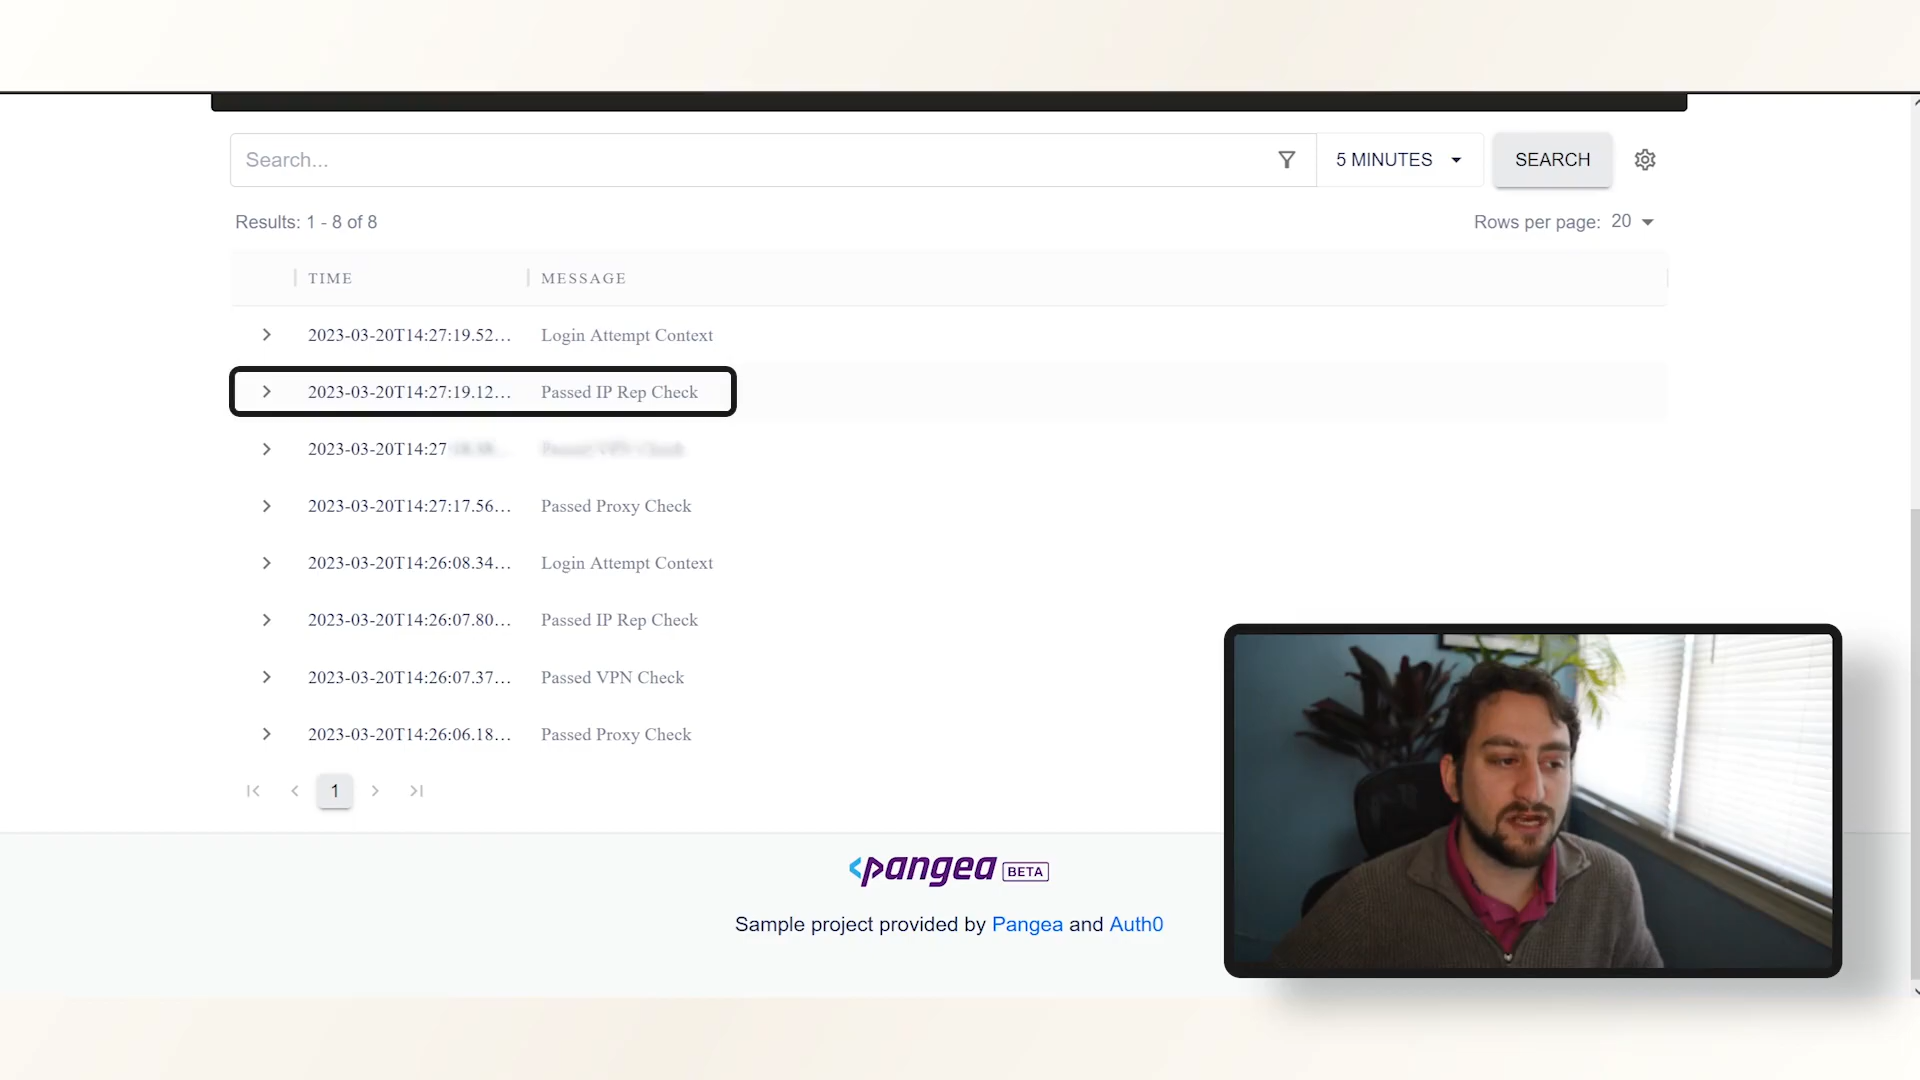 Search...
5 MINUTES
SEARCH
Results: 1 - 8 of 8
Rows per page: 20
TIME
MESSAGE
2023-03-20T14:27:19.52... Login Attempt Context
2023-03-20T14:27:19.12... Passed IP Rep Check
2023-03-20T14:27
2023-03-20T14:27:17.56... Passed Proxy Check
2023-03-20T14:26:08.34... Login Attempt Context
2023-03-20T14:26:07.80... Passed IP Rep Check
2023-03-20T14:26:07.37... Passed VPN Check
2023-03-20T14:26:06.18... Passed Proxy Check
1
pangea BETA
Sample project provided by Pangea and Auth0